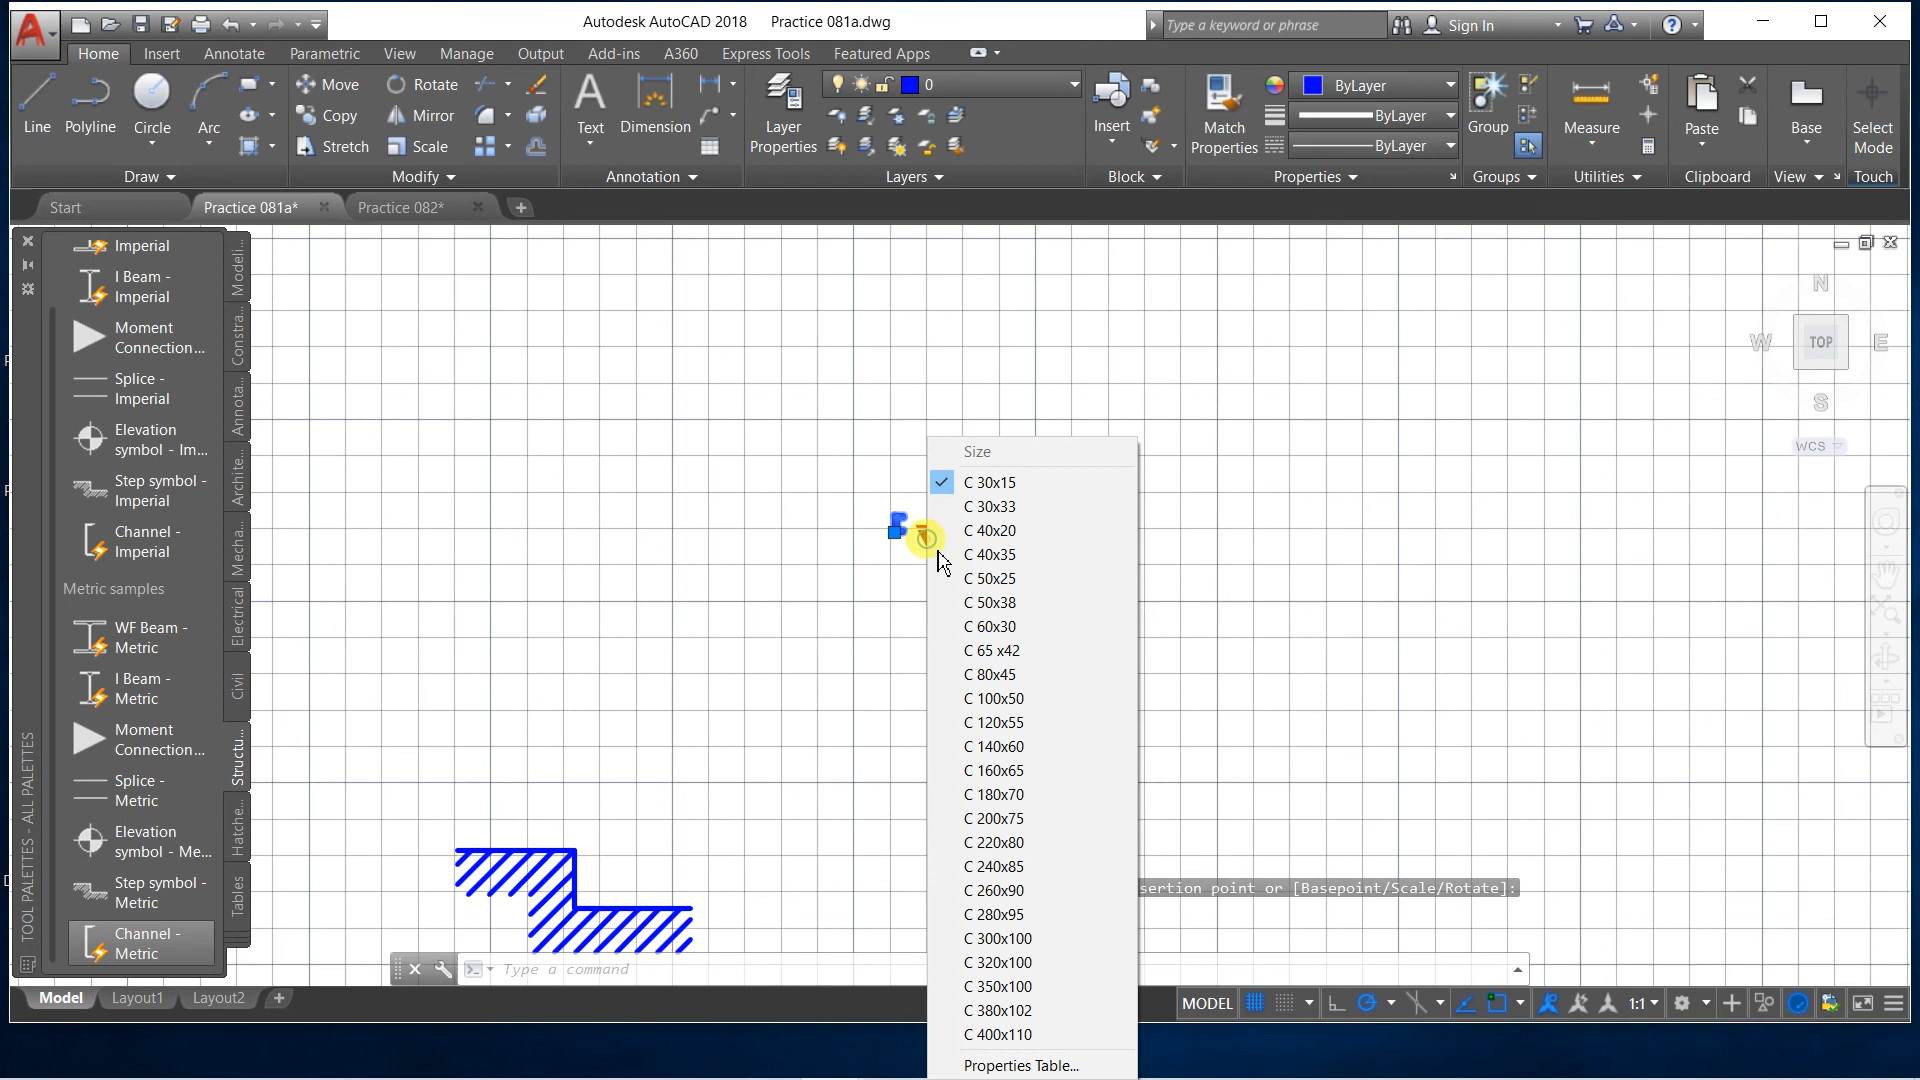 Autodesk AutoCAD 2018 Practice 081a.dwg
Type a keyword or phrase
Sign In
Home Insert Annotate Parametric View Manage Output Add-ins A360 Express Tools Featured Apps
Line
Polyline
Circle
Arc
Draw
Move
Copy
Stretch
Rotate
Mirror
Scale
Modify
Text
Dimension
Annotation
Layer
Properties
0
Layers
Insert
Block
Match
Properties
ByLayer
ByLayer
ByLayer
Properties
Group
Groups
Measure
Utilities
Paste
Clipboard
Base
View
Select
Mode
Touch
Start
Practice 081a*
Practice 082*
Imperial
I Beam -
Imperial
Moment
Connection...
Splice -
Imperial
Elevation
symbol - Im...
Step symbol -
Imperial
Channel -
Imperial
Metric samples
WF Beam -
Metric
I Beam -
Metric
Moment
Connection...
Splice -
Metric
Elevation
symbol - Me...
Step symbol -
Metric
Channel -
Metric
TOOL PALETTES - ALL PALETTES
Modeli...
Constra...
Annota...
Archite...
Mecha...
Electrical
Civil
Structu...
Hatche...
Tables
N
W
TOP
E
S
WCS
Size
C 30x15
C 30x33
C 40x20
C 40x35
C 50x25
C 50x38
C 60x30
C 65 x42
C 80x45
C 100x50
C 120x55
C 140x60
C 160x65
C 180x70
C 200x75
C 220x80
C 240x85
C 260x90
C 280x95
C 300x100
C 320x100
C 350x100
C 380x102
C 400x110
Properties Table...
sertion point or [Basepoint/Scale/Rotate]:
Type a command
Model
Layout1
Layout2
MODEL
1:1